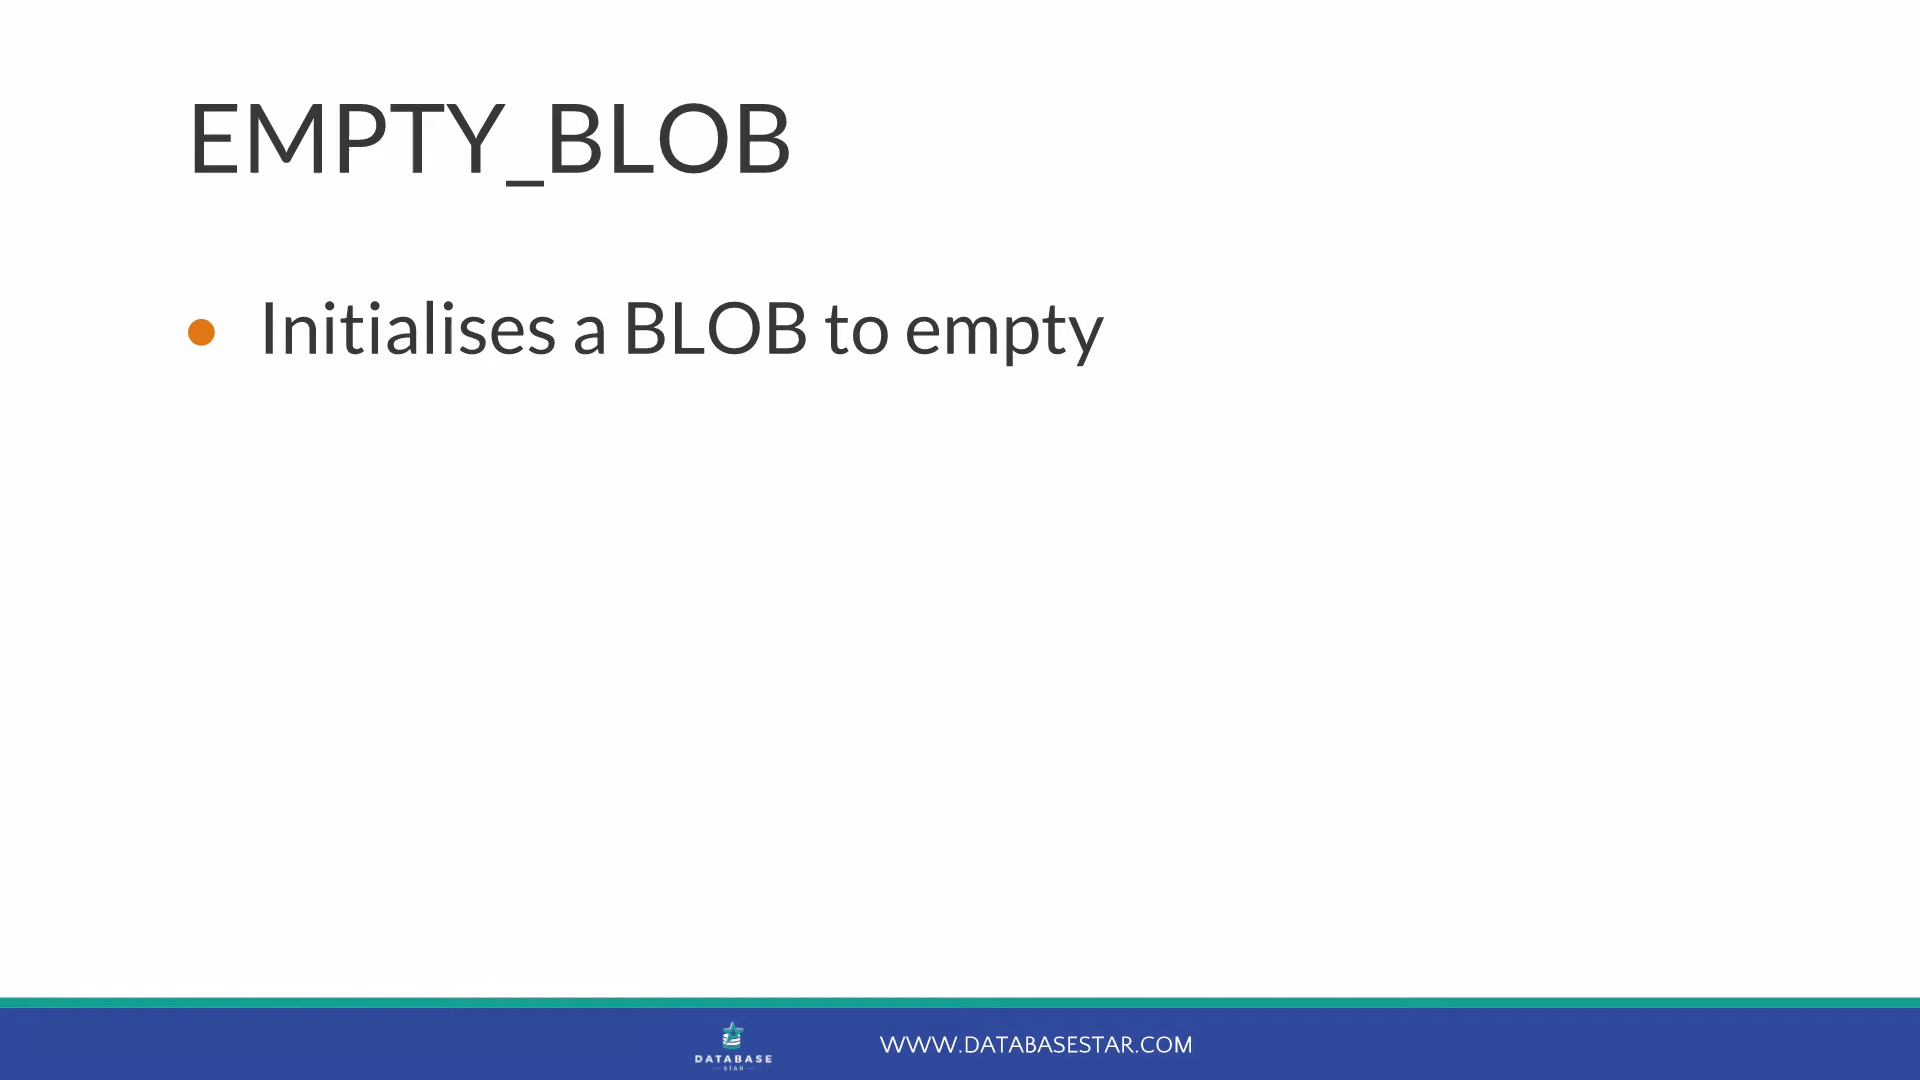 EMPTY_BLOB
Initialises a BLOB to empty
DATABASE
STAR
WWW.DATABASESTAR.COM